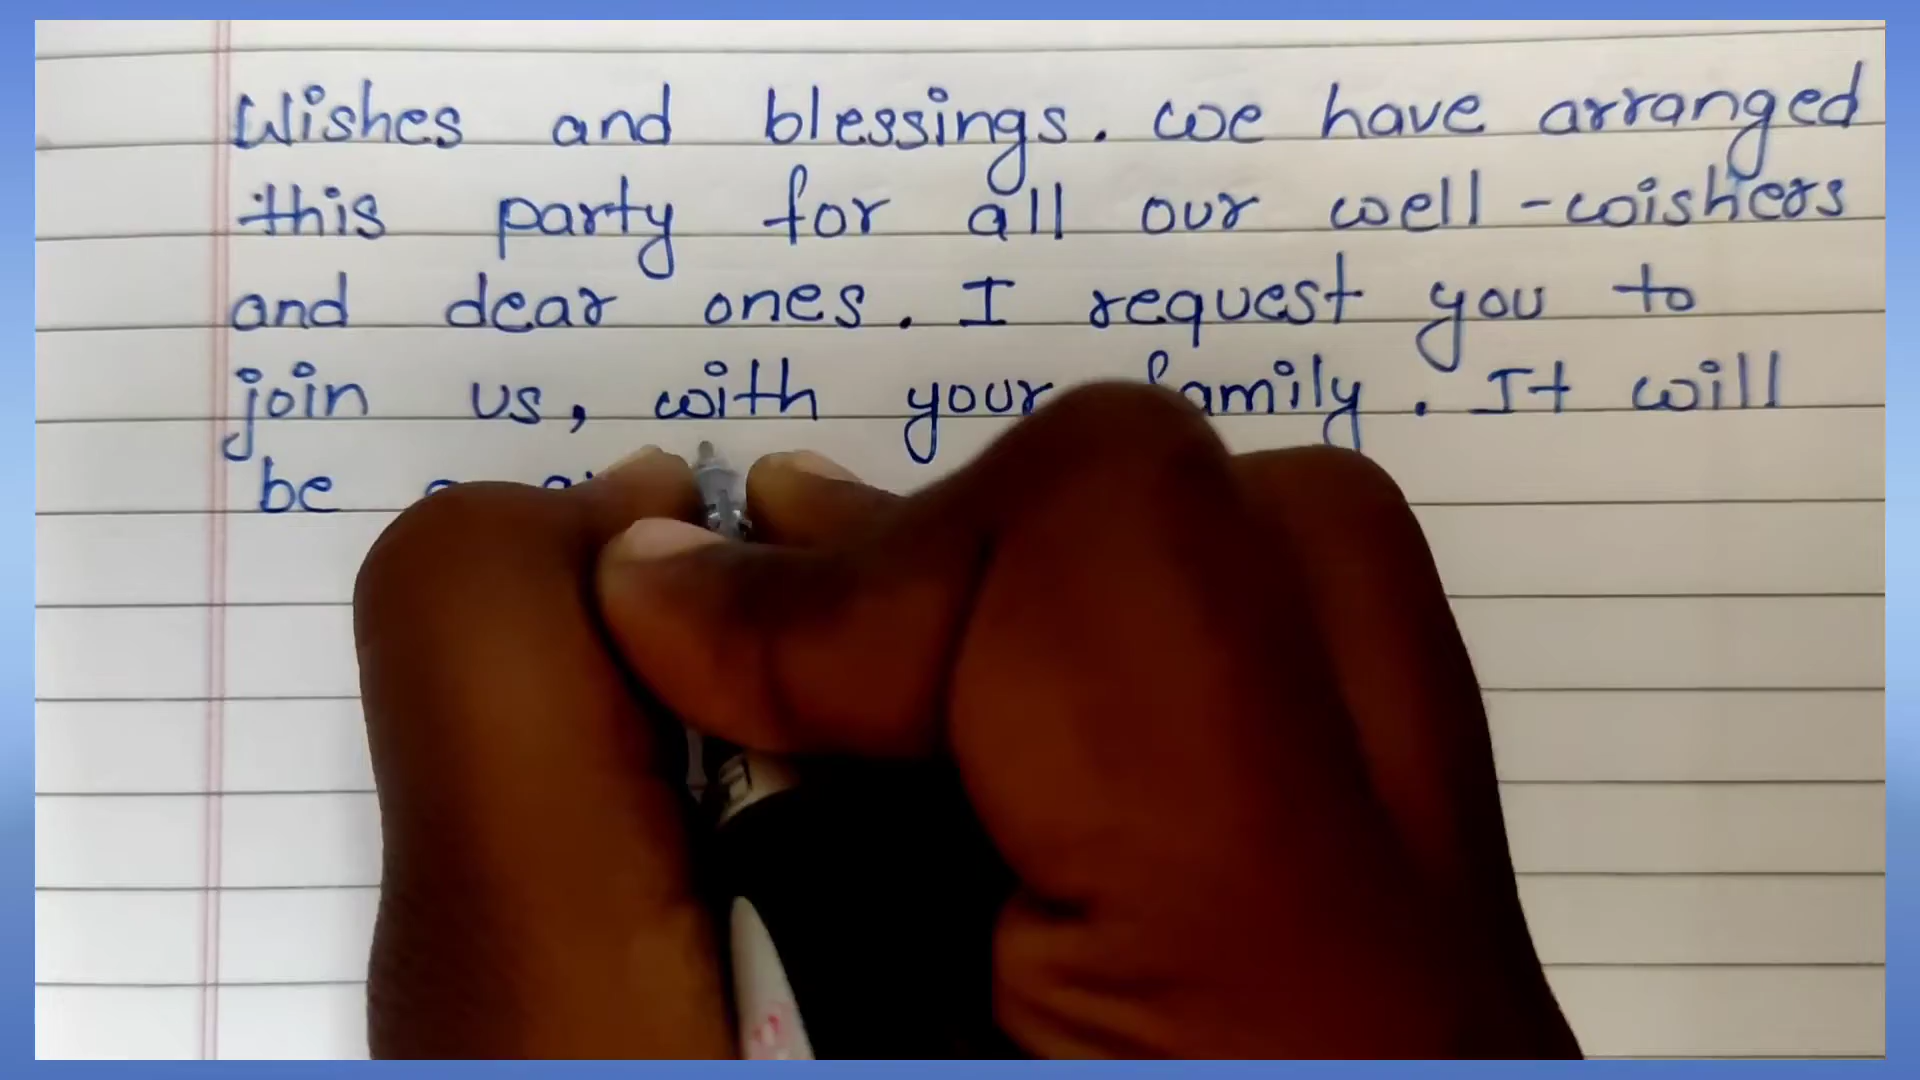 Wishes and blessings. we have arranged
this party for all our well-wishers
and dear ones. I request you to
join us, with your family. It will
be